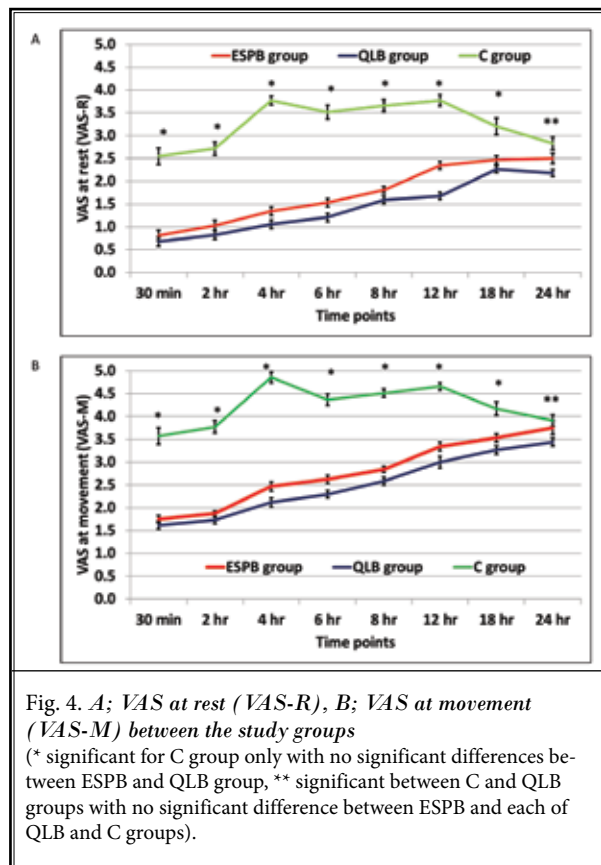 A
ESPB group QLB group C group
5.0
4.5
4.0
3.5
3.0
2.5
2.0
1.5
1.0
0.5
0.0
VAS at rest (VAS-R)
* * * * * * * **
30 min 2 hr 4 hr 6 hr 8 hr 12 hr 18 hr 24 hr
Time points
B
5.0
4.5
4.0
3.5
3.0
2.5
2.0
1.5
1.0
0.5
0.0
VAS at movement (VAS-M)
* * * * * * * **
ESPB group QLB group C group
30 min 2 hr 4 hr 6 hr 8 hr 12 hr 18 hr 24 hr
Time points
Fig. 4. A; VAS at rest (VAS-R), B; VAS at movement
(VAS-M) between the study groups
(* significant for C group only with no significant differences be-
tween ESPB and QLB group, ** significant between C and QLB
groups with no significant difference between ESPB and each of
QLB and C groups).